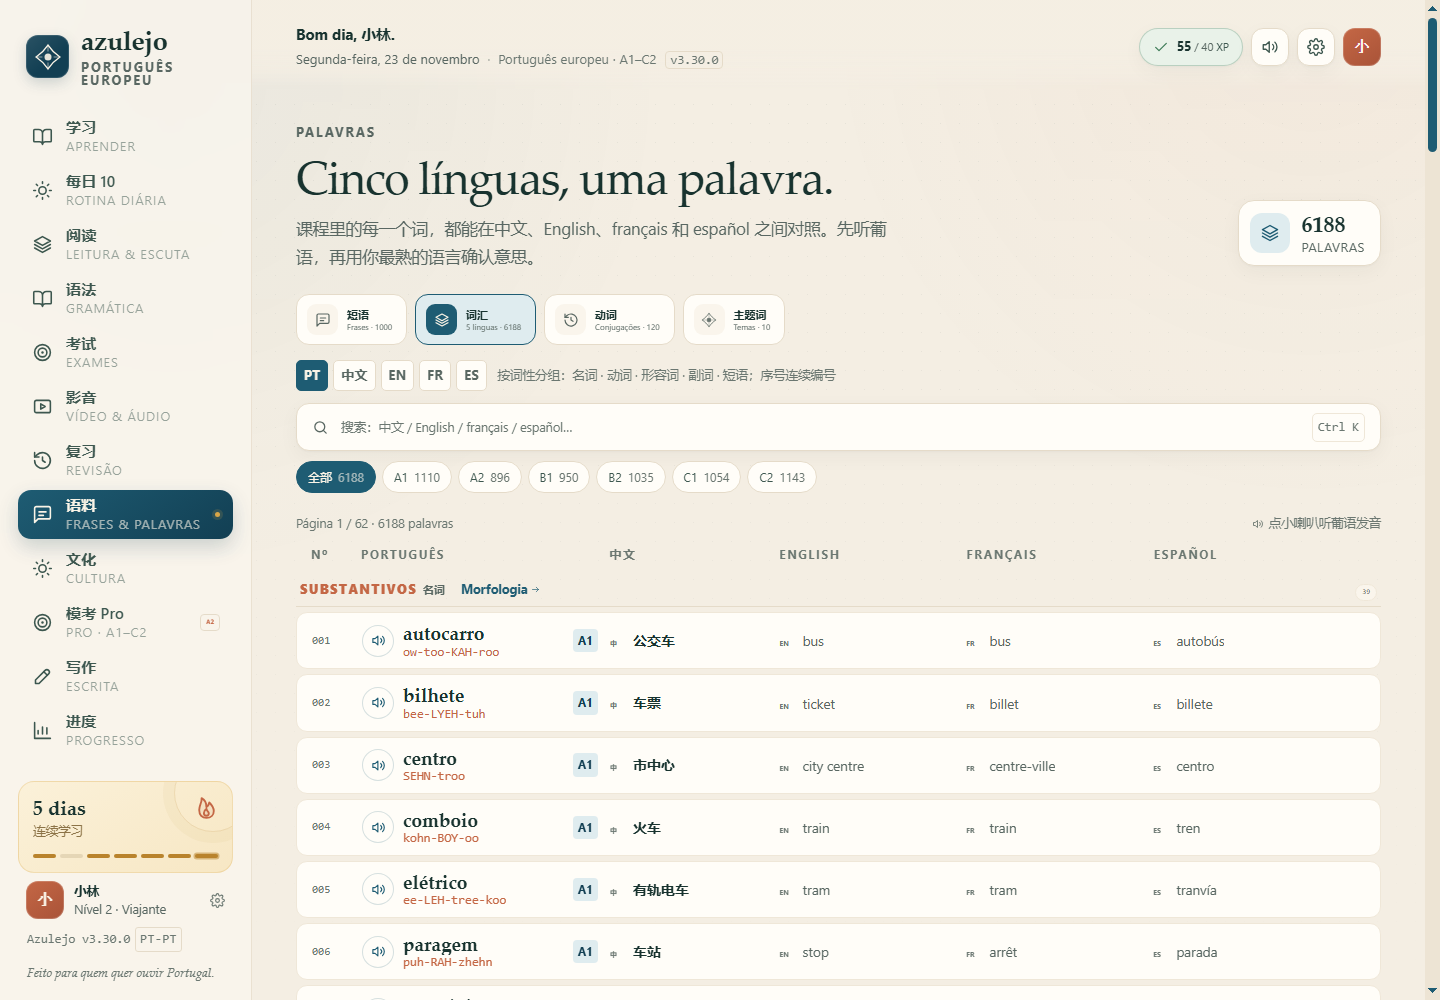 azulejo
PORTUGUÊS
EUROPEU
学习
APRENDER
每日 10
ROTINA DIÁRIA
阅读
LEITURA & ESCUTA
语法
GRAMÁTICA
考试
EXAMES
影音
VÍDEO & ÁUDIO
复习
REVISÃO
语料
FRASES & PALAVRAS
文化
CULTURA
模考 Pro
PRO · A1–C2
A2
写作
ESCRITA
进度
PROGRESSO
5 dias
连续学习
小
小林
Nível 2 · Viajante
Azulejo v3.30.0 PT-PT
Feito para quem quer ouvir Portugal.
Bom dia, 小林.
Segunda-feira, 23 de novembro · Português europeu · A1–C2 v3.30.0
55 / 40 XP
小
PALAVRAS
Cinco línguas, uma palavra.
课程里的每一个词，都能在中文、English、français 和 español 之间对照。先听葡
语，再用你最熟的语言确认意思。
6188
PALAVRAS
短语
Frases · 1000
词汇
5 línguas · 6188
动词
Conjugações · 120
主题词
Temas · 10
PT 中文 EN FR ES 按词性分组：名词 · 动词 · 形容词 · 副词 · 短语；序号连续编号
搜索：中文 / English / français / español... Ctrl K
全部 6188 A1 1110 A2 896 B1 950 B2 1035 C1 1054 C2 1143
Página 1 / 62 · 6188 palavras 点小喇叭听葡语发音
Nº PORTUGUÊS 中文 ENGLISH FRANÇAIS ESPAÑOL
SUBSTANTIVOS 名词 Morfologia → 39
001 autocarro A1 中 公交车 EN bus FR bus ES autobús
ow-too-KAH-roo
002 bilhete A1 中 车票 EN ticket FR billet ES billete
bee-LYEH-tuh
003 centro A1 中 市中心 EN city centre FR centre-ville ES centro
SEHN-troo
004 comboio A1 中 火车 EN train FR train ES tren
kohn-BOY-oo
005 elétrico A1 中 有轨电车 EN tram FR tram ES tranvía
ee-LEH-tree-koo
006 paragem A1 中 车站 EN stop FR arrêt ES parada
puh-RAH-zhehn